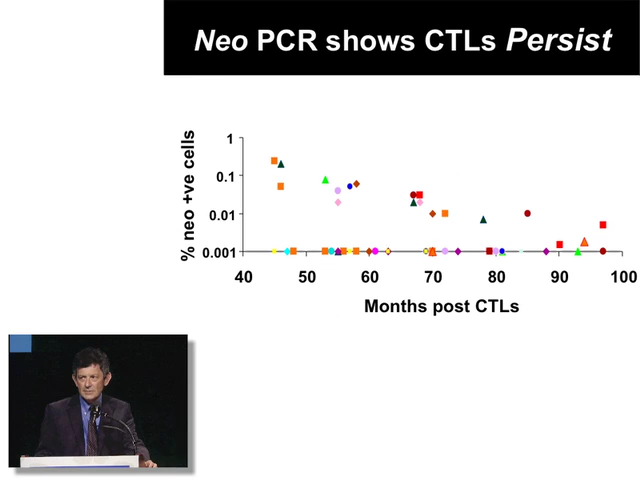 Neo PCR shows CTLs Persist
% neo +ve cells
1
0.1
0.01
0.001
40 50 60 70 80 90 100
Months post CTLs